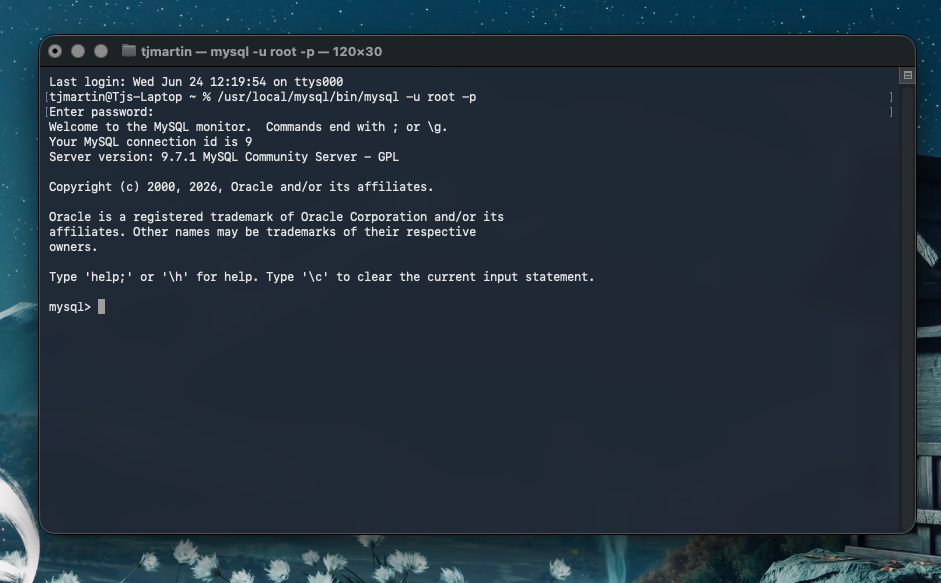 tjmartin — mysql -u root -p — 120×30
Last login: Wed Jun 24 12:19:54 on ttys000
[tjmartin@Tjs-Laptop ~ % /usr/local/mysql/bin/mysql -u root -p ]
[Enter password: ]
Welcome to the MySQL monitor.  Commands end with ; or \g.
Your MySQL connection id is 9
Server version: 9.7.1 MySQL Community Server - GPL
Copyright (c) 2000, 2026, Oracle and/or its affiliates.
Oracle is a registered trademark of Oracle Corporation and/or its
affiliates. Other names may be trademarks of their respective
owners.
Type 'help;' or '\h' for help. Type '\c' to clear the current input statement.
mysql>